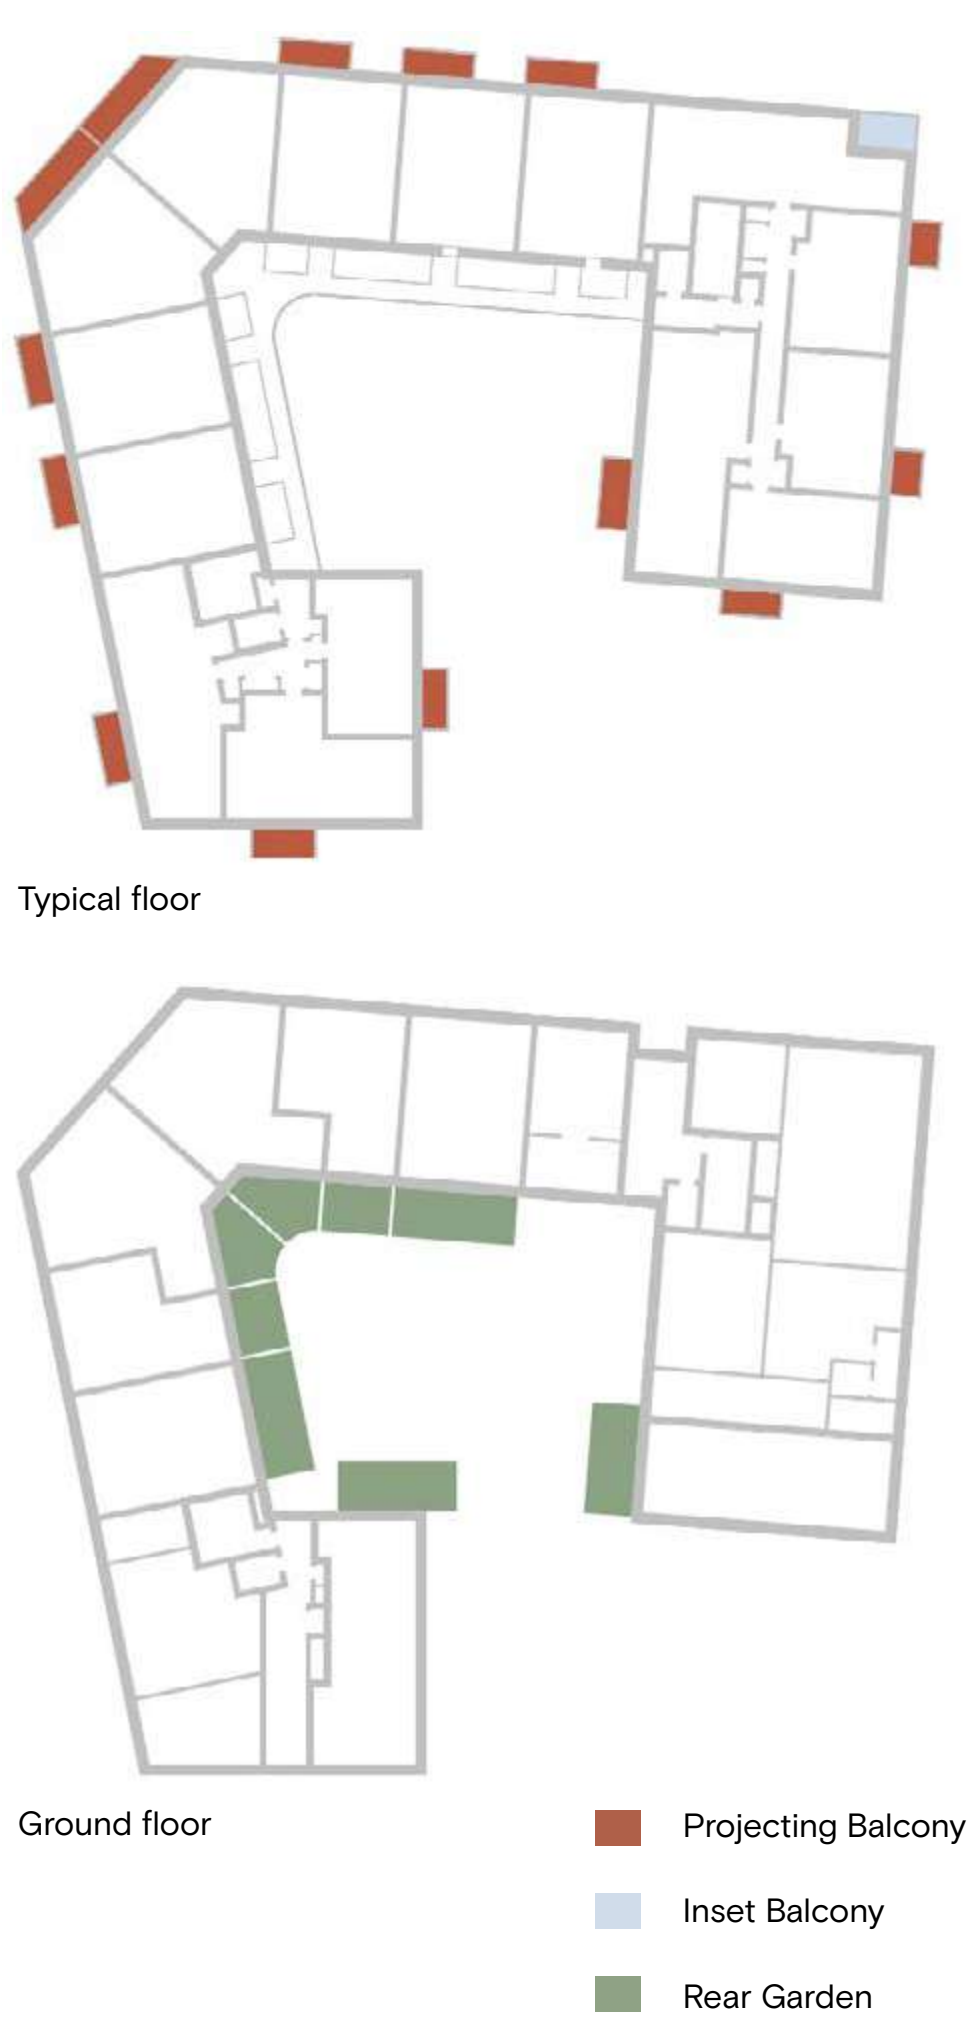 Typical floor
Ground floor
Projecting Balcony
Inset Balcony
Rear Garden